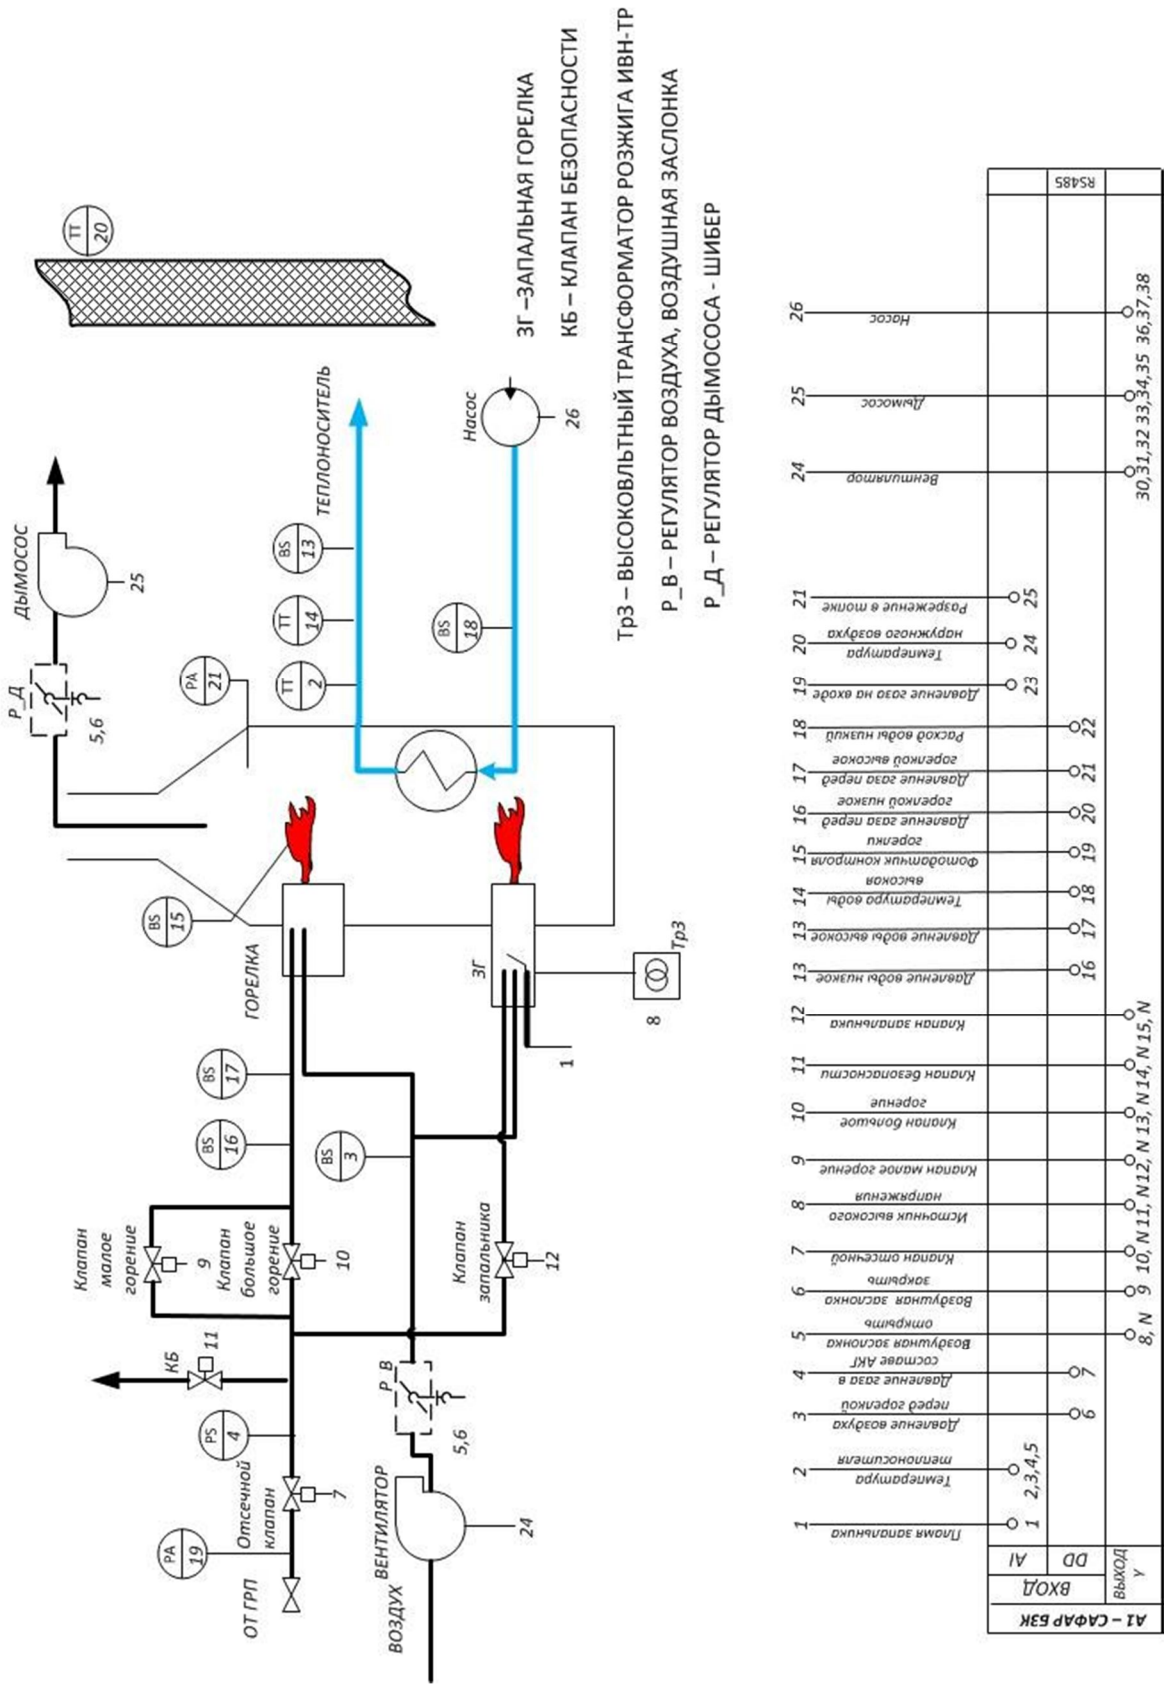 ОТ ГРП
PA
19
Отсечной
клапан
7
PS
4
КБ
11
Клапан
малое
горение
9
Клапан
большое
горение
10
BS
16
BS
17
ГОРЕЛКА
BS
15
ВОЗДУХ
ВЕНТИЛЯТОР
24
Р_В
5,6
BS
3
Клапан
запальника
12
ЗГ
1
8
Тр3
Р_Д
5,6
ДЫМОСОС
25
PA
21
TT
2
TT
14
BS
13
ТЕПЛОНОСИТЕЛЬ
BS
18
Насос
26
TT
20
ЗГ –ЗАПАЛЬНАЯ ГОРЕЛКА
КБ – КЛАПАН БЕЗОПАСНОСТИ
Тр3 – ВЫСОКОВЛЬТНЫЙ ТРАНСФОРМАТОР РОЗЖИГА ИВН-ТР
Р_В – РЕГУЛЯТОР ВОЗДУХА, ВОЗДУШНАЯ ЗАСЛОНКА
Р_Д – РЕГУЛЯТОР ДЫМОСОСА - ШИБЕР
1
Пламя запальника
2
Температура
теплоносителя
3
Давление воздуха
перед горелкой
4
Давление газа в
составе АКГ
5
Воздушная заслонка
открыть
6
Воздушная заслонка
закрыть
7
Клапан отсечной
8
Источник высокого
напряжения
9
Клапан малое горение
10
Клапан большое
горение
11
Клапан безопасности
12
Клапан запальника
13
Давление воды низкое
13
Давление воды высокое
14
Температура воды
высокая
15
Фотодатчик контроля
горелки
16
Давление газа перед
горелкой низкое
17
Давление газа перед
горелкой высокое
18
Расход воды низкий
19
Давление газа на входе
20
Температура
наружного воздуха
21
Разрежение в топке
24
Вентилятор
25
Дымосос
26
Насос
А1 – САФАР БЗК
ВХОД
AI
1
2,3,4,5
23
24
25
DD
6
7
16
17
18
19
20
21
22
RS485
ВЫХОД
Y
8, N
9
10, N
11, N
12, N
13, N
14, N
15, N
30,31,32
33,34,35
36,37,38